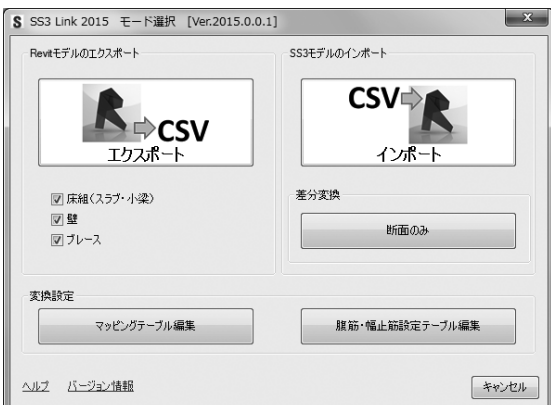 SS3 Link 2015 モード選択 [Ver.2015.0.0.1]
Revitモデルのエクスポート
CSV
エクスポート
床組(スラブ・小梁)
壁
ブレース
SS3モデルのインポート
CSV
インポート
差分変換
断面のみ
変換設定
マッピングテーブル編集
腹筋・幅止筋設定テーブル編集
ヘルプ バージョン情報
キャンセル